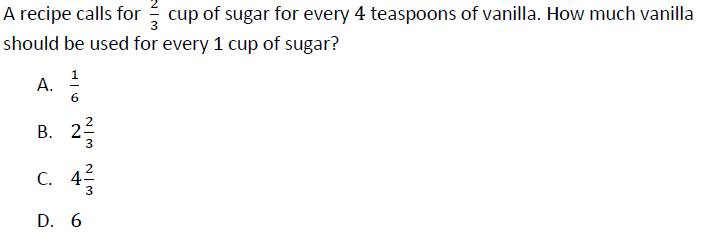 A recipe calls for 2/3 cup of sugar for every 4 teaspoons of vanilla. How much vanilla
should be used for every 1 cup of sugar?
A. 1/6
B. 2 2/3
C. 4 2/3
D. 6